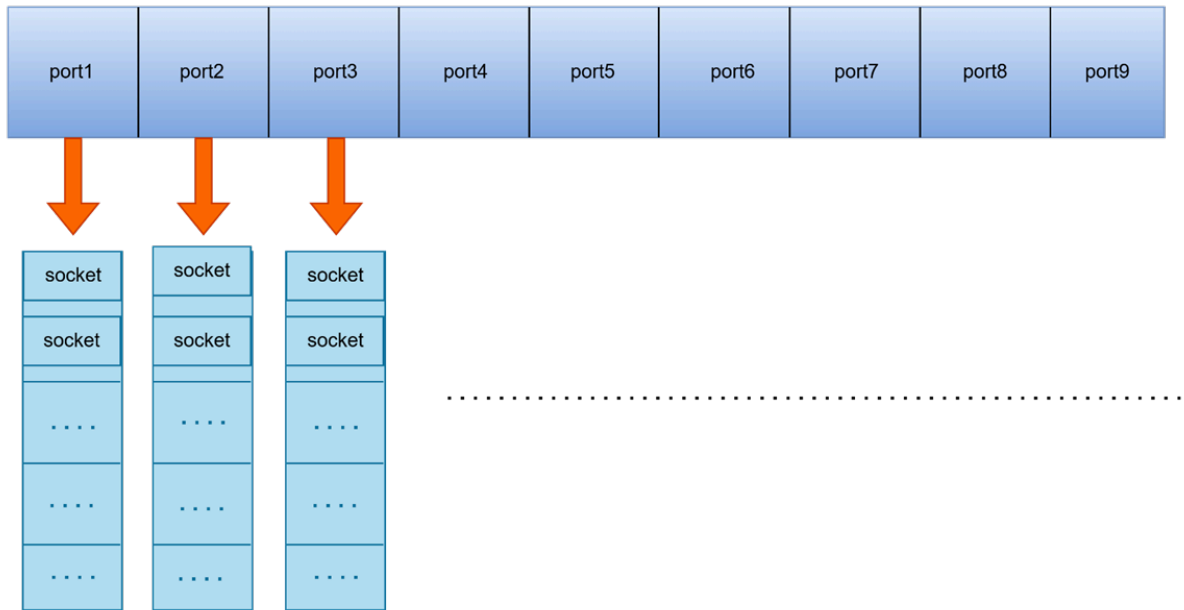 port1 port2 port3 port4 port5 port6 port7 port8 port9
socket socket socket
socket socket socket
.... .... ....
.... .... ....
.... .... ....